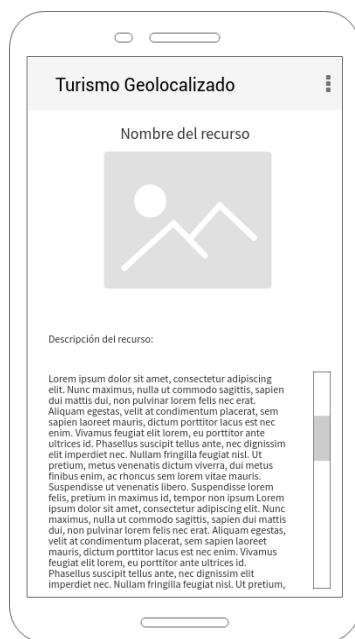 Turismo Geolocalizado
Nombre del recurso
Descripción del recurso:
Lorem ipsum dolor sit amet, consectetur adipiscing
elit. Nunc maximus, nulla ut commodo sagittis, sapien
dui mattis dui, non pulvinar lorem felis nec erat.
Aliquam egestas, velit at condimentum placerat, sem
sapien laoreet mauris, dictum porttitor lacus est nec
enim. Vivamus feugiat elit lorem, eu porttitor ante
ultrices id. Phasellus suscipit tellus ante, nec dignissim
elit imperdiet nec. Nullam fringilla feugiat nisl. Ut
pretium, metus venenatis dictum viverra, dui metus
finibus enim, ac rhoncus sem lorem vitae mauris.
Suspendisse ut venenatis libero. Suspendisse lorem
felis, pretium in maximus id, tempor non ipsum Lorem
ipsum dolor sit amet, consectetur adipiscing elit. Nunc
maximus, nulla ut commodo sagittis, sapien dui mattis
dui, non pulvinar lorem felis nec erat. Aliquam egestas,
velit at condimentum placerat, sem sapien laoreet
mauris, dictum porttitor lacus est nec enim. Vivamus
feugiat elit lorem, eu porttitor ante ultrices id.
Phasellus suscipit tellus ante, nec dignissim elit
imperdiet nec. Nullam fringilla feugiat nisl. Ut pretium,